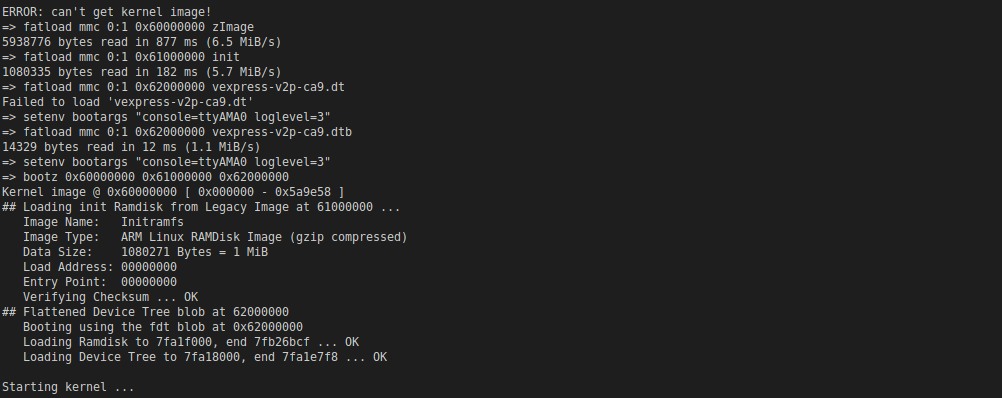 ERROR: can't get kernel image!
=> fatload mmc 0:1 0x60000000 zImage
5938776 bytes read in 877 ms (6.5 MiB/s)
=> fatload mmc 0:1 0x61000000 init
1080335 bytes read in 182 ms (5.7 MiB/s)
=> fatload mmc 0:1 0x62000000 vexpress-v2p-ca9.dt
Failed to load 'vexpress-v2p-ca9.dt'
=> setenv bootargs "console=ttyAMA0 loglevel=3"
=> fatload mmc 0:1 0x62000000 vexpress-v2p-ca9.dtb
14329 bytes read in 12 ms (1.1 MiB/s)
=> setenv bootargs "console=ttyAMA0 loglevel=3"
=> bootz 0x60000000 0x61000000 0x62000000
Kernel image @ 0x60000000 [ 0x000000 - 0x5a9e58 ]
## Loading init Ramdisk from Legacy Image at 61000000 ...
   Image Name:   Initramfs
   Image Type:   ARM Linux RAMDisk Image (gzip compressed)
   Data Size:    1080271 Bytes = 1 MiB
   Load Address: 00000000
   Entry Point:  00000000
   Verifying Checksum ... OK
## Flattened Device Tree blob at 62000000
   Booting using the fdt blob at 0x62000000
   Loading Ramdisk to 7fa1f000, end 7fb26bcf ... OK
   Loading Device Tree to 7fa18000, end 7fa1e7f8 ... OK
Starting kernel ...